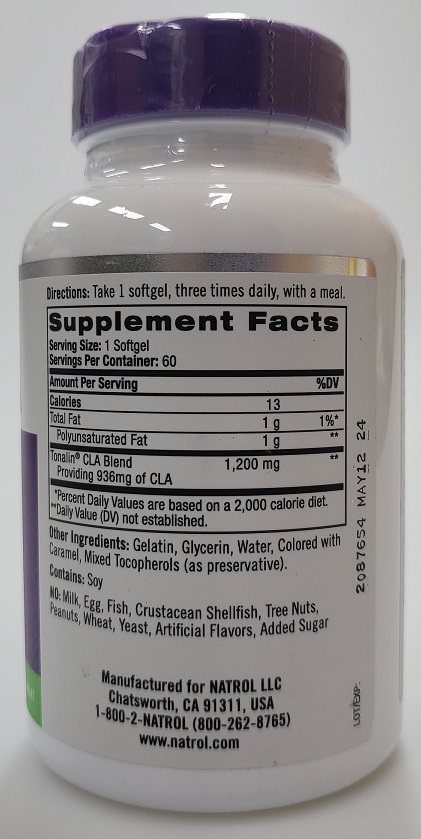 Directions: Take 1 softgel, three times daily, with a meal.
Supplement Facts
Serving Size: 1 Softgel
Servings Per Container: 60
Amount Per Serving %DV
Calories 13
Total Fat 1 g 1%*
Polyunsaturated Fat 1 g **
Tonalin® CLA Blend 1,200 mg **
Providing 936mg of CLA
*Percent Daily Values are based on a 2,000 calorie diet.
**Daily Value (DV) not established.
Other Ingredients: Gelatin, Glycerin, Water, Colored with
Caramel, Mixed Tocopherols (as preservative).
Contains: Soy
NO: Milk, Egg, Fish, Crustacean Shellfish, Tree Nuts,
Peanuts, Wheat, Yeast, Artificial Flavors, Added Sugar
Manufactured for NATROL LLC
Chatsworth, CA 91311, USA
1-800-2-NATROL (800-262-8765)
www.natrol.com
LOT/EXP:
2087654 MAY12 24